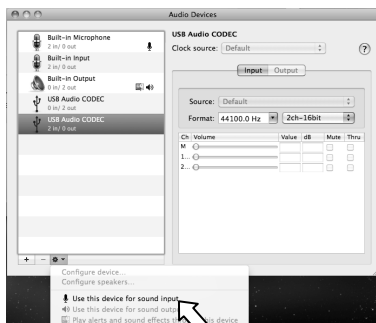 Audio Devices
Built-in Microphone
2 in/ 0 out
Built-in Input
2 in/ 0 out
Built-in Output
0 in/ 2 out
USB Audio CODEC
0 in/ 2 out
USB Audio CODEC
2 in/ 0 out
USB Audio CODEC
Clock source: Default
?
Input Output
Source: Default
Format: 44100.0 Hz 2ch-16bit
Ch Volume Value dB Mute Thru
M
1...
2...
+ −
Configure device...
Configure speakers...
Use this device for sound input
Use this device for sound outp
Play alerts and sound effects th his device